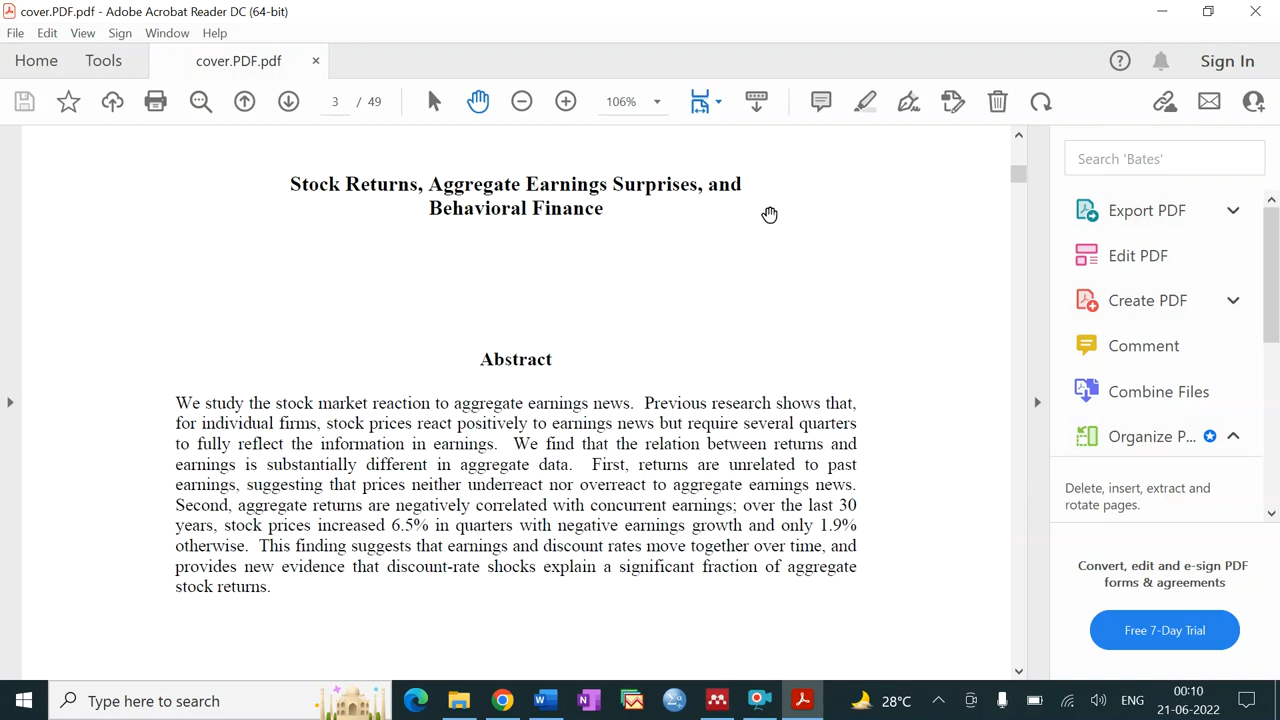 cover.PDF.pdf - Adobe Acrobat Reader DC (64-bit)
File Edit View Sign Window Help
Home Tools cover.PDF.pdf × Sign In
3 / 49 106%
Stock Returns, Aggregate Earnings Surprises, and
Behavioral Finance
Abstract
We study the stock market reaction to aggregate earnings news. Previous research shows that,
for individual firms, stock prices react positively to earnings news but require several quarters
to fully reflect the information in earnings. We find that the relation between returns and
earnings is substantially different in aggregate data. First, returns are unrelated to past
earnings, suggesting that prices neither underreact nor overreact to aggregate earnings news.
Second, aggregate returns are negatively correlated with concurrent earnings; over the last 30
years, stock prices increased 6.5% in quarters with negative earnings growth and only 1.9%
otherwise. This finding suggests that earnings and discount rates move together over time, and
provides new evidence that discount-rate shocks explain a significant fraction of aggregate
stock returns.
Search 'Bates'
Export PDF
Edit PDF
Create PDF
Comment
Combine Files
Organize P...
Delete, insert, extract and
rotate pages.
Convert, edit and e-sign PDF
forms & agreements
Free 7-Day Trial
Type here to search
28°C
ENG
00:10
21-06-2022